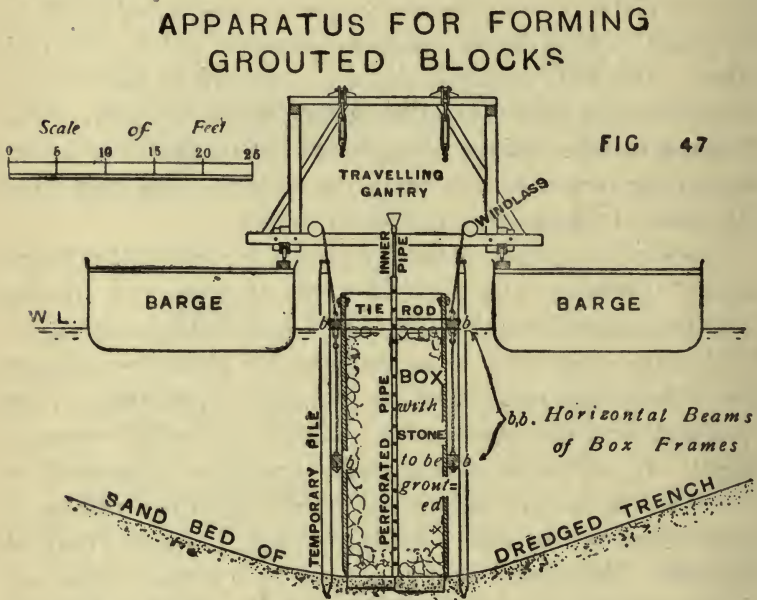 APPARATUS FOR FORMING
GROUTED BLOCKS
Scale of Feet
0 5 10 15 20 25
FIG 47
TRAVELLING
GANTRY
WINDLASS
INNER
PIPE
BARGE
TIE ROD
BARGE
W.L.
b b
TEMPORARY PILE
PERFORATED PIPE
BOX
with
STONE
to be
grout=
ed
b b
b,b. Horizontal Beams
of Box Frames
SAND BED OF DREDGED TRENCH